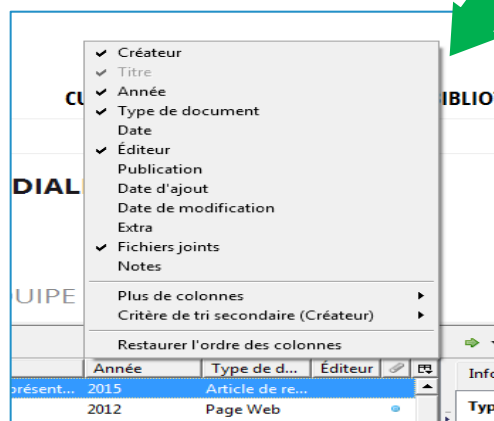 Créateur
Titre
Année
CU
Type de document
IBLIO
Date
Éditeur
Publication
DIAL
Date d'ajout
Date de modification
Extra
Fichiers joints
Notes
UIPE
Plus de colonnes
Critère de tri secondaire (Créateur)
Restaurer l'ordre des colonnes
Année Type de d... Éditeur Info
présent... 2015 Article de re...
2012 Page Web Typ